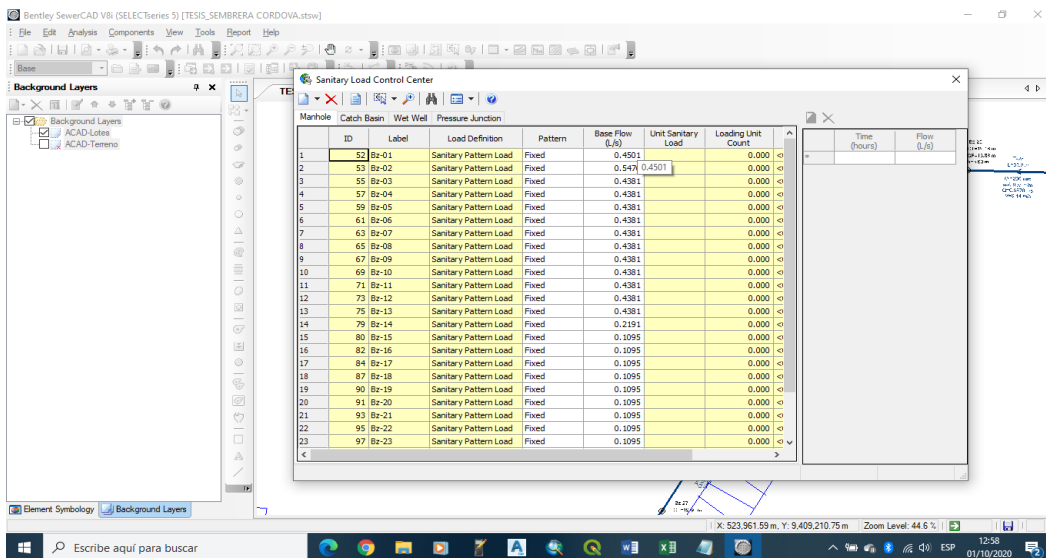 Bentley SewerCAD V8i (SELECTseries 5) [TESIS_SEMBRERA CORDOVA.stsw]
File Edit Analysis Components View Tools Report Help
Base
Background Layers
Background Layers
ACAD-Lotes
ACAD-Terreno
Sanitary Load Control Center
Manhole Catch Basin Wet Well Pressure Junction
ID Label Load Definition Pattern Base Flow (L/s) Unit Sanitary Load Loading Unit Count
1 52 Bz-01 Sanitary Pattern Load Fixed 0.4501 0.000
2 53 Bz-02 Sanitary Pattern Load Fixed 0.547 0.4501 0.000
3 55 Bz-03 Sanitary Pattern Load Fixed 0.4381 0.000
4 57 Bz-04 Sanitary Pattern Load Fixed 0.4381 0.000
5 59 Bz-05 Sanitary Pattern Load Fixed 0.4381 0.000
6 61 Bz-06 Sanitary Pattern Load Fixed 0.4381 0.000
7 63 Bz-07 Sanitary Pattern Load Fixed 0.4381 0.000
8 65 Bz-08 Sanitary Pattern Load Fixed 0.4381 0.000
9 67 Bz-09 Sanitary Pattern Load Fixed 0.4381 0.000
10 69 Bz-10 Sanitary Pattern Load Fixed 0.4381 0.000
11 71 Bz-11 Sanitary Pattern Load Fixed 0.4381 0.000
12 73 Bz-12 Sanitary Pattern Load Fixed 0.4381 0.000
13 75 Bz-13 Sanitary Pattern Load Fixed 0.4381 0.000
14 79 Bz-14 Sanitary Pattern Load Fixed 0.2191 0.000
15 80 Bz-15 Sanitary Pattern Load Fixed 0.1095 0.000
16 82 Bz-16 Sanitary Pattern Load Fixed 0.1095 0.000
17 84 Bz-17 Sanitary Pattern Load Fixed 0.1095 0.000
18 87 Bz-18 Sanitary Pattern Load Fixed 0.1095 0.000
19 90 Bz-19 Sanitary Pattern Load Fixed 0.1095 0.000
20 91 Bz-20 Sanitary Pattern Load Fixed 0.1095 0.000
21 93 Bz-21 Sanitary Pattern Load Fixed 0.1095 0.000
22 95 Bz-22 Sanitary Pattern Load Fixed 0.1095 0.000
23 97 Bz-23 Sanitary Pattern Load Fixed 0.1095 0.000
Time (hours) Flow (L/s)
Bz 27
Element Symbology Background Layers
X: 523,961.59 m, Y: 9,409,210.75 m Zoom Level: 44.6 %
Escribe aquí para buscar
ESP
12:58
01/10/2020